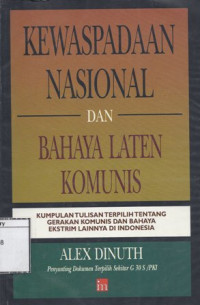 KEWASPADAAN
NASIONAL
DAN
BAHAYA LATEN
KOMUNIS
KUMPULAN TULISAN TERPILIH TENTANG
GERAKAN KOMUNIS DAN BAHAYA
EKSTRIM LAINNYA DI INDONESIA
ALEX DINUTH
Penyunting Dokumen Terpilih Sekitar G 30 S /PKI